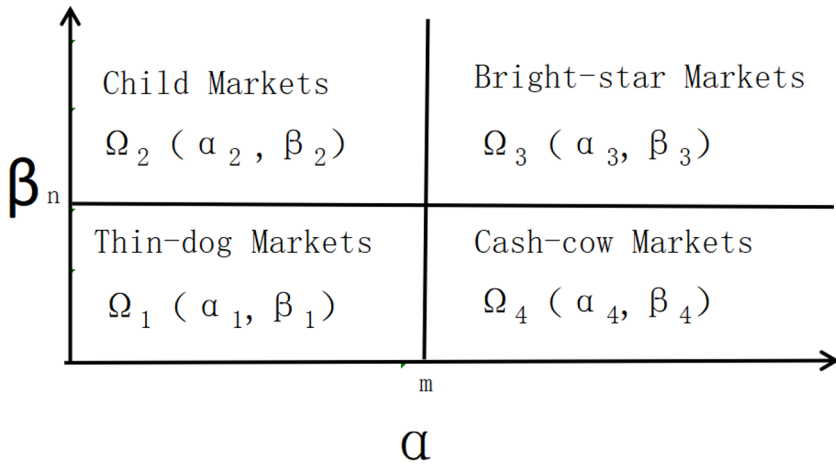 Child Markets
Bright-star Markets
Ω₂ (α₂, β₂)
Ω₃ (α₃, β₃)
β n
Thin-dog Markets
Cash-cow Markets
Ω₁ (α₁, β₁)
Ω₄ (α₄, β₄)
m
α